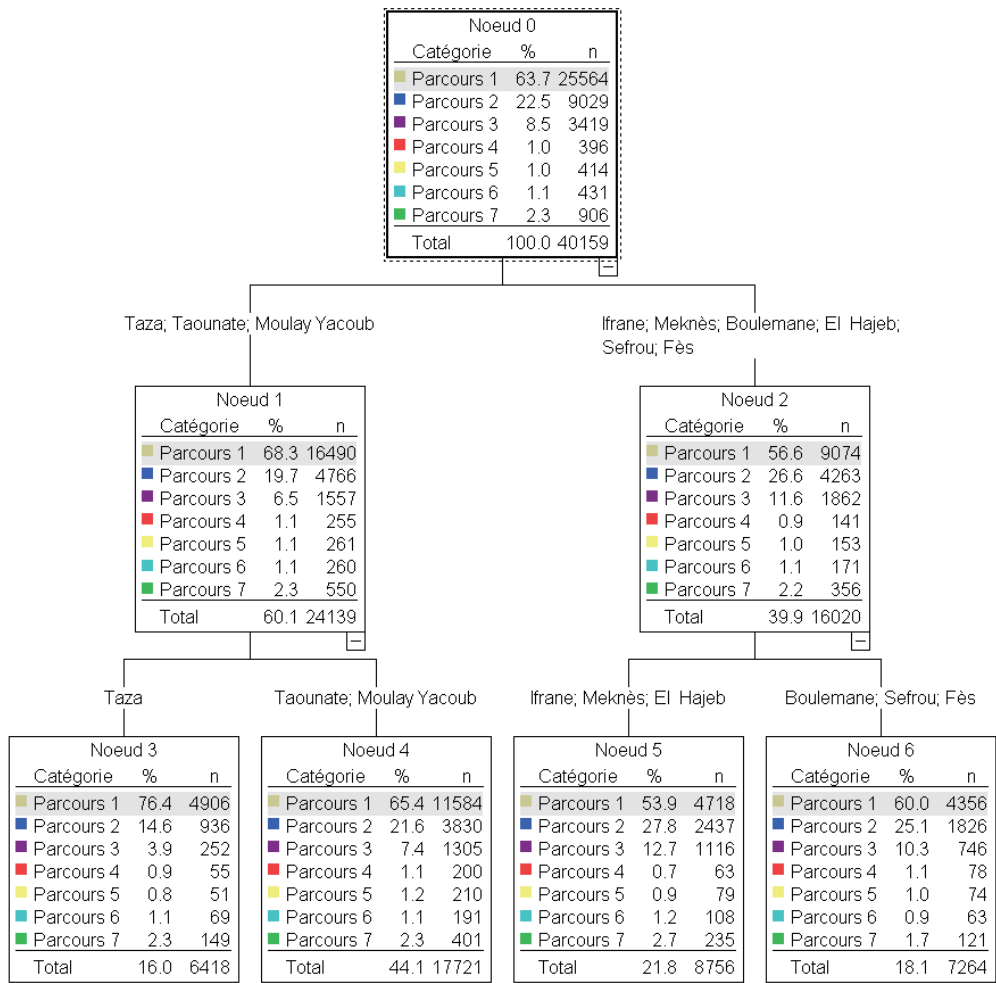 Noeud 0
Catégorie % n
Parcours 1 63.7 25564
Parcours 2 22.5 9029
Parcours 3 8.5 3419
Parcours 4 1.0 396
Parcours 5 1.0 414
Parcours 6 1.1 431
Parcours 7 2.3 906
Total 100.0 40159
Taza; Taounate; Moulay Yacoub
Ifrane; Meknès; Boulemane; El Hajeb;
Sefrou; Fès
Noeud 1
Catégorie % n
Parcours 1 68.3 16490
Parcours 2 19.7 4766
Parcours 3 6.5 1557
Parcours 4 1.1 255
Parcours 5 1.1 261
Parcours 6 1.1 260
Parcours 7 2.3 550
Total 60.1 24139
Noeud 2
Catégorie % n
Parcours 1 56.6 9074
Parcours 2 26.6 4263
Parcours 3 11.6 1862
Parcours 4 0.9 141
Parcours 5 1.0 153
Parcours 6 1.1 171
Parcours 7 2.2 356
Total 39.9 16020
Taza
Taounate; Moulay Yacoub
Ifrane; Meknès; El Hajeb
Boulemane; Sefrou; Fès
Noeud 3
Catégorie % n
Parcours 1 76.4 4906
Parcours 2 14.6 936
Parcours 3 3.9 252
Parcours 4 0.9 55
Parcours 5 0.8 51
Parcours 6 1.1 69
Parcours 7 2.3 149
Total 16.0 6418
Noeud 4
Catégorie % n
Parcours 1 65.4 11584
Parcours 2 21.6 3830
Parcours 3 7.4 1305
Parcours 4 1.1 200
Parcours 5 1.2 210
Parcours 6 1.1 191
Parcours 7 2.3 401
Total 44.1 17721
Noeud 5
Catégorie % n
Parcours 1 53.9 4718
Parcours 2 27.8 2437
Parcours 3 12.7 1116
Parcours 4 0.7 63
Parcours 5 0.9 79
Parcours 6 1.2 108
Parcours 7 2.7 235
Total 21.8 8756
Noeud 6
Catégorie % n
Parcours 1 60.0 4356
Parcours 2 25.1 1826
Parcours 3 10.3 746
Parcours 4 1.1 78
Parcours 5 1.0 74
Parcours 6 0.9 63
Parcours 7 1.7 121
Total 18.1 7264